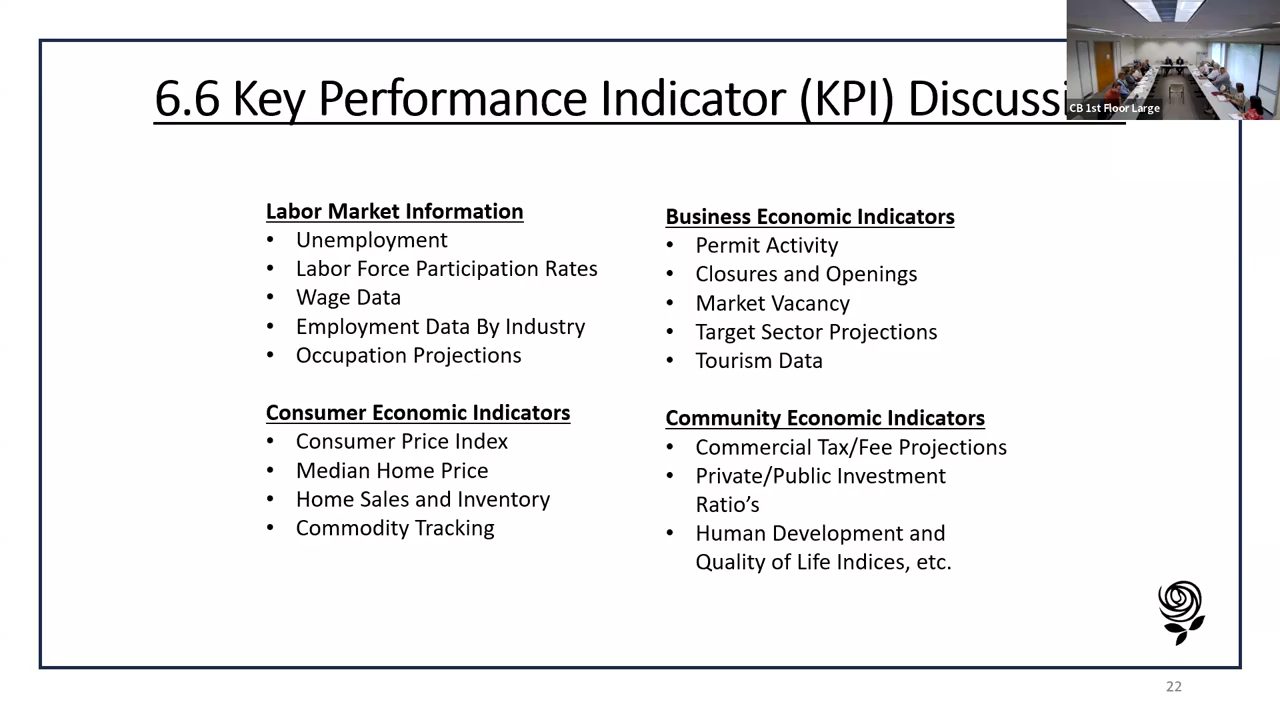 6.6 Key Performance Indicator (KPI) Discussi
CB 1st Floor Large
Labor Market Information
• Unemployment
• Labor Force Participation Rates
• Wage Data
• Employment Data By Industry
• Occupation Projections
Consumer Economic Indicators
• Consumer Price Index
• Median Home Price
• Home Sales and Inventory
• Commodity Tracking
Business Economic Indicators
• Permit Activity
• Closures and Openings
• Market Vacancy
• Target Sector Projections
• Tourism Data
Community Economic Indicators
• Commercial Tax/Fee Projections
• Private/Public Investment
Ratio’s
• Human Development and
Quality of Life Indices, etc.
22